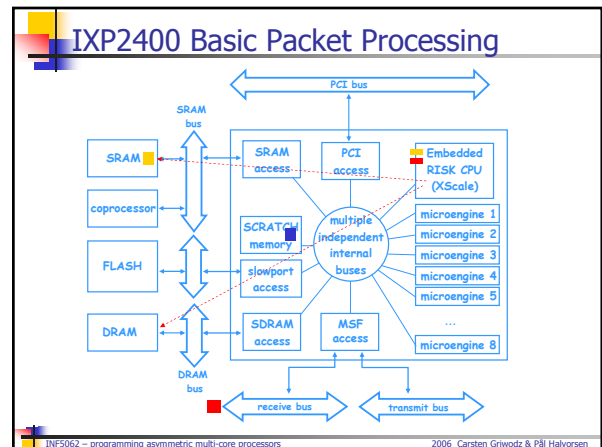 IXP2400 Basic Packet Processing
PCI bus
SRAM
bus
SRAM
coprocessor
FLASH
DRAM
DRAM
bus
SRAM
access
PCI
access
Embedded
RISK CPU
(XScale)
SCRATCH
memory
multiple
independent
internal
buses
slowport
access
SDRAM
access
MSF
access
microengine 1
microengine 2
microengine 3
microengine 4
microengine 5
...
microengine 8
receive bus
transmit bus
INF5062 – programming asymmetric multi-core processors
2006 Carsten Griwodz & Pål Halvorsen